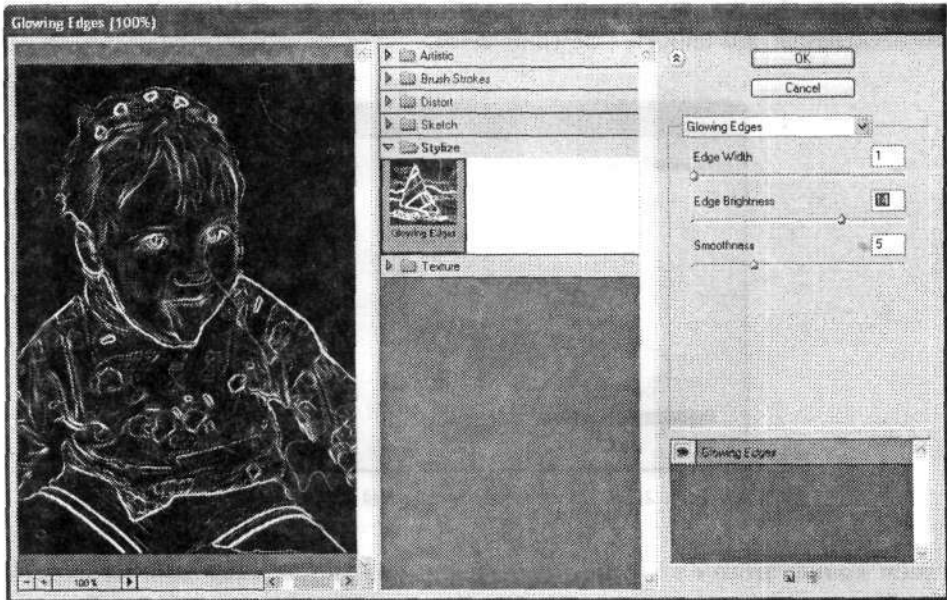 Glowing Edges (100%)
Artistic
Brush Strokes
Distort
Sketch
Stylize
Glowing Edges
Texture
100%
OK
Cancel
Glowing Edges
Edge Width 1
Edge Brightness 14
Smoothness 5
Glowing Edges